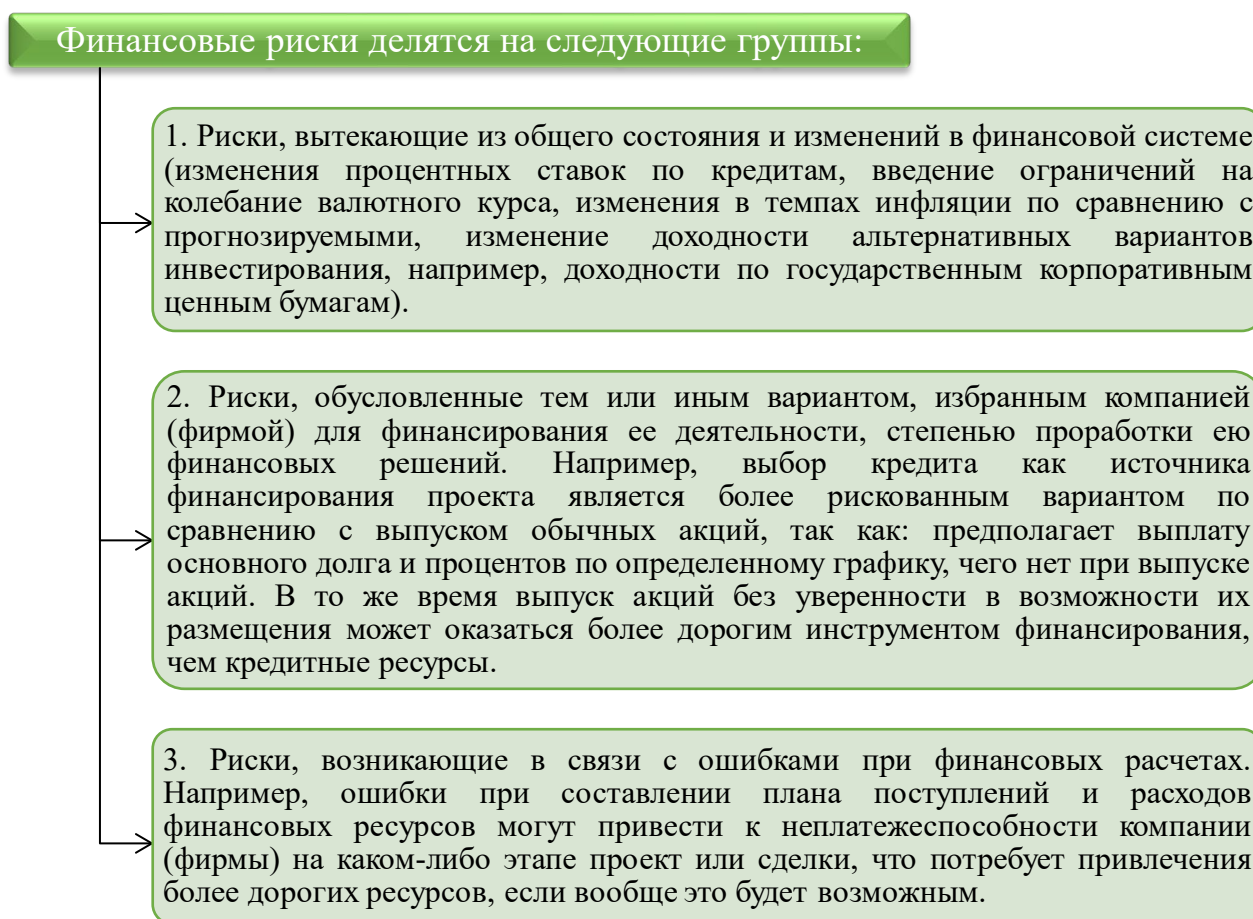 Финансовые риски делятся на следующие группы:
1. Риски, вытекающие из общего состояния и изменений в финансовой системе
(изменения процентных ставок по кредитам, введение ограничений на
колебание валютного курса, изменения в темпах инфляции по сравнению с
прогнозируемыми, изменение доходности альтернативных вариантов
инвестирования, например, доходности по государственным корпоративным
ценным бумагам).
2. Риски, обусловленные тем или иным вариантом, избранным компанией
(фирмой) для финансирования ее деятельности, степенью проработки ею
финансовых решений. Например, выбор кредита как источника
финансирования проекта является более рискованным вариантом по
сравнению с выпуском обычных акций, так как: предполагает выплату
основного долга и процентов по определенному графику, чего нет при выпуске
акций. В то же время выпуск акций без уверенности в возможности их
размещения может оказаться более дорогим инструментом финансирования,
чем кредитные ресурсы.
3. Риски, возникающие в связи с ошибками при финансовых расчетах.
Например, ошибки при составлении плана поступлений и расходов
финансовых ресурсов могут привести к неплатежеспособности компании
(фирмы) на каком-либо этапе проект или сделки, что потребует привлечения
более дорогих ресурсов, если вообще это будет возможным.